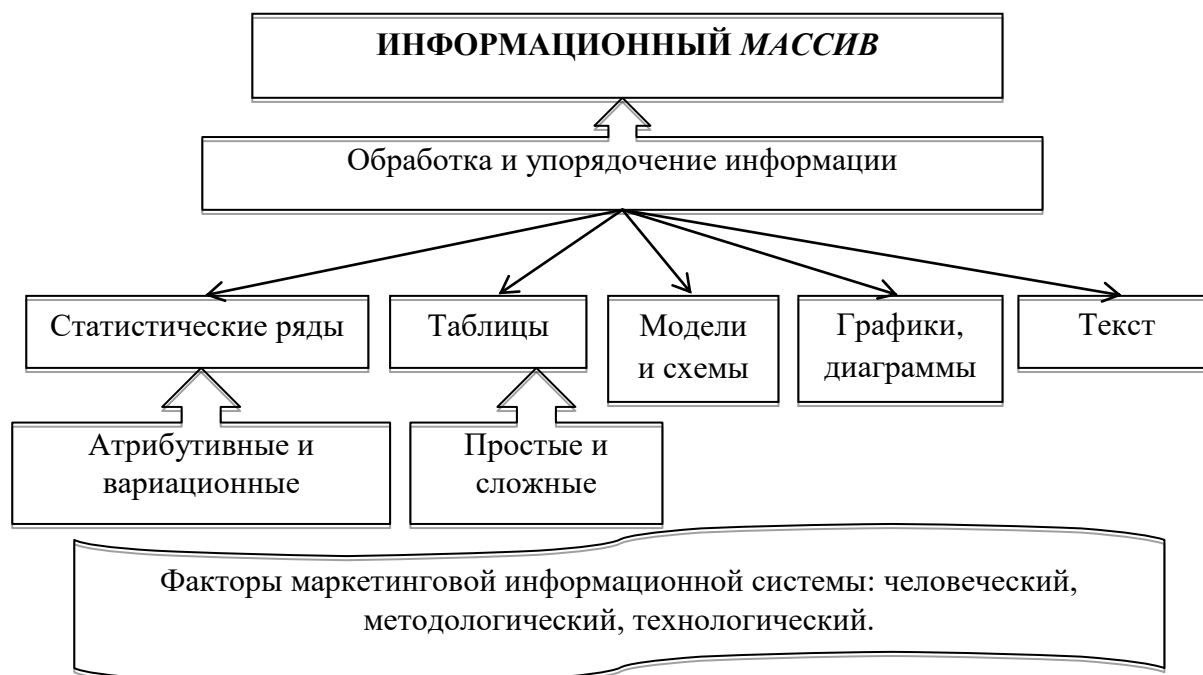 ИНФОРМАЦИОННЫЙ МАССИВ
Обработка и упорядочение информации
Статистические ряды
Таблицы
Модели
и схемы
Графики,
диаграммы
Текст
Атрибутивные и
вариационные
Простые и
сложные
Факторы маркетинговой информационной системы: человеческий,
методологический, технологический.